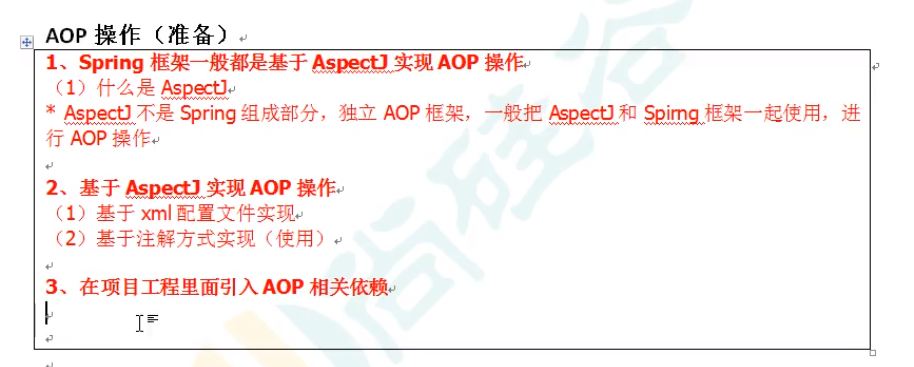 AOP 操作（准备）
1、Spring 框架一般都是基于 AspectJ 实现 AOP 操作
（1）什么是 AspectJ
* AspectJ 不是 Spring 组成部分，独立 AOP 框架，一般把 AspectJ 和 Spirng 框架一起使用，进
行 AOP 操作
2、基于 AspectJ 实现 AOP 操作
（1）基于 xml 配置文件实现
（2）基于注解方式实现（使用）
3、在项目工程里面引入 AOP 相关依赖
尚硅谷